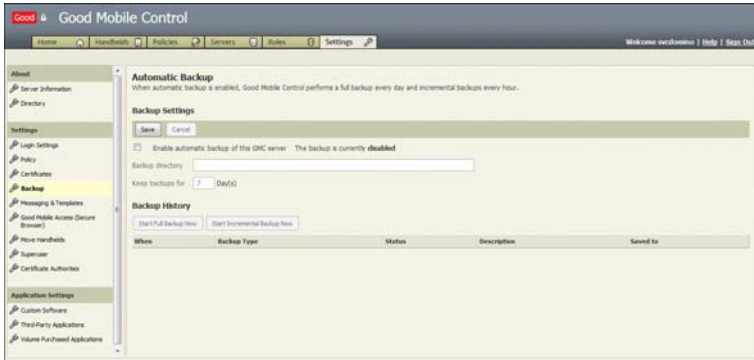 Good Good Mobile Control
Home Handhelds Policies Servers Roles Settings Welcome svcdomino | Help | Sign Out
About
Server Information
Directory
Settings
Login Settings
Policy
Certificates
Backup
Messaging & Templates
Good Mobile Access (Secure
Browser)
Move Handhelds
Superuser
Certificate Authorities
Application Settings
Custom Software
Third-Party Applications
Volume Purchased Applications
Automatic Backup
When automatic backup is enabled, Good Mobile Control performs a full backup every day and incremental backups every hour.
Backup Settings
Save Cancel
Enable automatic backup of this GMC server The backup is currently disabled
Backup directory
Keep backups for 7 Day(s)
Backup History
Start Full Backup Now Start Incremental Backup Now
When Backup Type Status Description Saved to